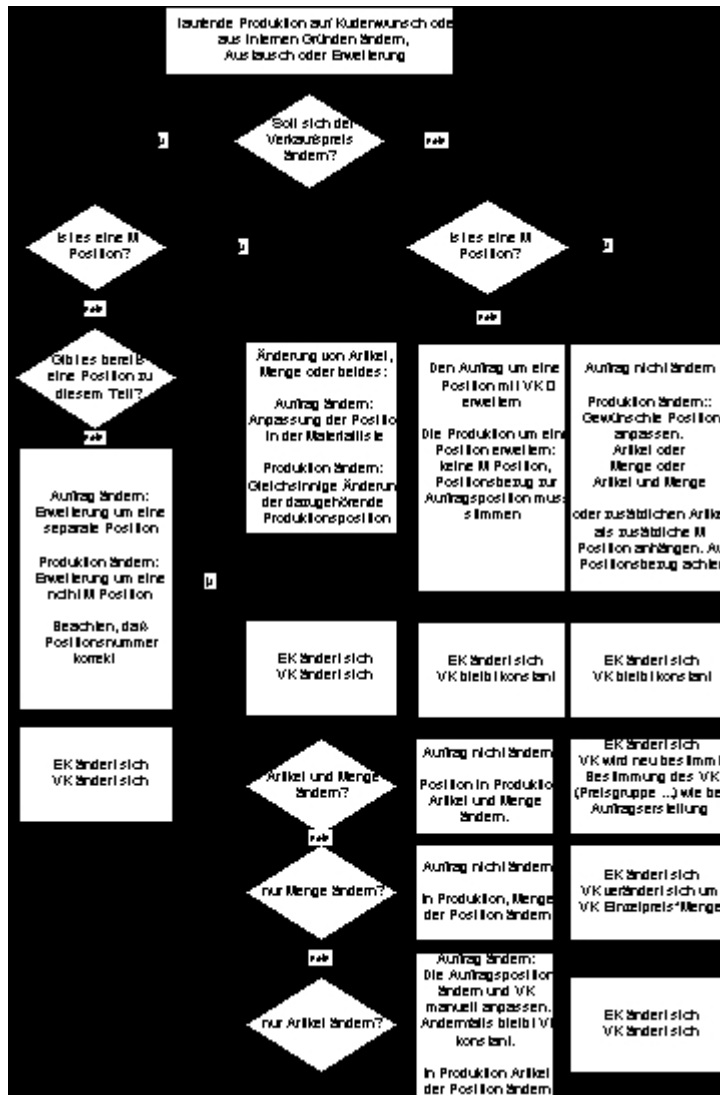 laufende Produktion auf Kudenwunsch ode
aus internen Gründen ändern,
Austausch oder Erweiterung
Soll sich der
Verkaufspreis
ändern?
ja
nein
Ist es eine M
Position?
ja
Ist es eine M
Position?
ja
nein
nein
Gibt es bereits
eine Position zu
diesem Teil?
nein
Änderung von Artikel,
Menge oder beides:
Auftrag ändern:
Anpassung der Positio
in der Materialliste
Produktion ändern:
Gleichsinnige Änderun
der dazugehörende
Produktionsposition
Den Auftrag um eine
Position mit VK 0
erweitern
Die Produktion um eine
Position erweitern:
keine M Position,
Positionsbezug zur
Auftragsposition muss
stimmen
Auftrag nicht ändern
Produktion ändern::
Gewünschte Position
anpassen.
Artikel oder
Menge oder
Artikel und Menge
oder zusätzlichen Artike
als zusätzliche M
Position anhängen. Au
Positionsbezug achten
Auftrag ändern:
Erweiterung um eine
separate Position
Produktion ändern:
Erweiterung um eine
nciht M Position
Beachten, daß
Positionsnummer
korrekt
ja
EK ändert sich
VK ändert sich
EK ändert sich
VK bleibt konstant
EK ändert sich
VK bleibt konstant
EK ändert sich
VK ändert sich
Artikel und Menge
ändern?
Auftrag nicht ändern
Position in Produktio
Artikel und Menge
ändern.
EK ändert sich
VK wird neu bestimmt
Bestimmung des VK
(Preisgruppe ...) wie be
Auftragserstellung
nein
nur Menge ändern?
Auftrag nicht ändern
In Produktion, Menge
der Position ändern
EK ändert sich
VK verändert sich um
VK Einzelpreis*Menge
nein
nur Artikel ändern?
Auftrag ändern:
Die Auftragsposition
ändern und VK
manuell anpassen.
Andernfalls bleibt VK
konstant.
In Produktion Artikel
der Position ändern
EK ändert sich
VK ändert sich